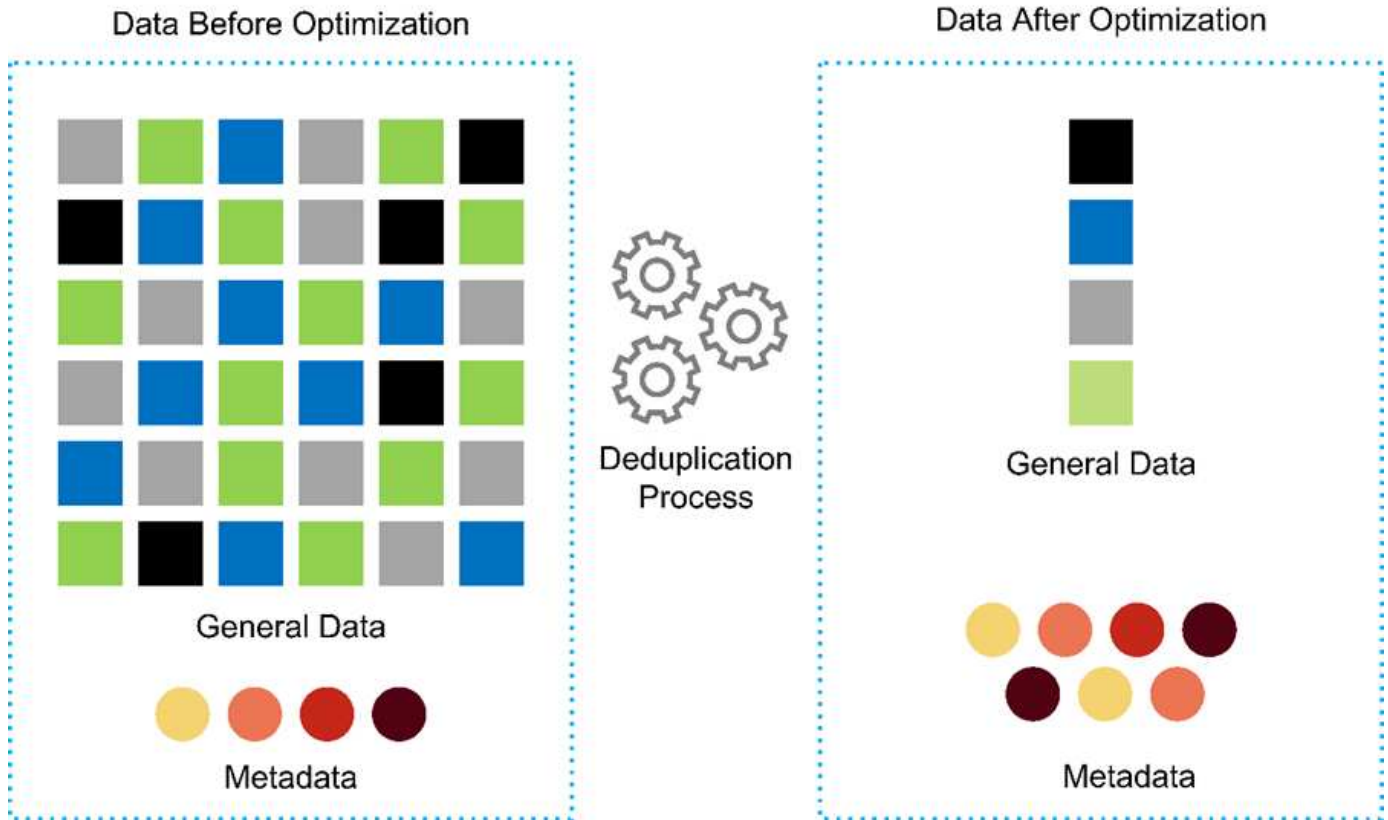 Data Before Optimization
General Data
Metadata
Deduplication
Process
Data After Optimization
General Data
Metadata